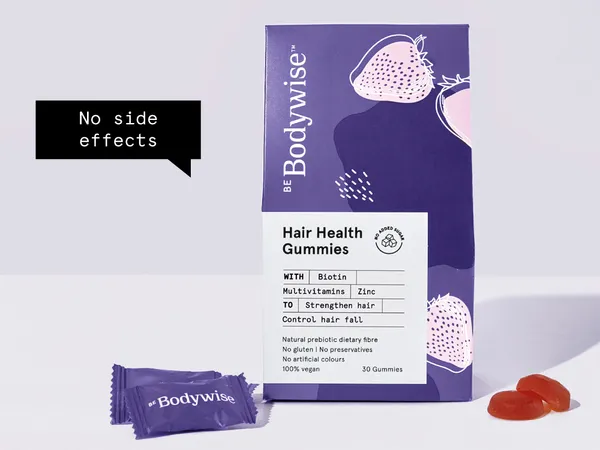 No side
effects
BE Bodywise™
Hair Health
Gummies
NO ADDED SUGAR
WITH Biotin
Multivitamins Zinc
TO Strengthen hair
Control hair fall
Natural prebiotic dietary fibre
No gluten | No preservatives
No artificial colours
100% vegan 30 Gummies
BE Bodywise